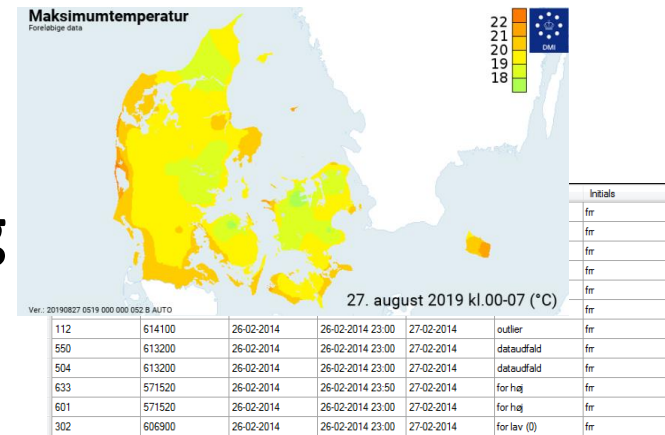 Maksimumtemperatur
Foreløbige data
22
21
20
19
18
DMI
g
Initials
frr
frr
frr
frr
frr
frr
27. august 2019 kl.00-07 (°C)
Ver.: 20190827 0519 000 000 052 B AUTO
112 614100 26-02-2014 26-02-2014 23:00 27-02-2014 outlier frr
550 613200 26-02-2014 26-02-2014 23:00 27-02-2014 dataudfald frr
504 613200 26-02-2014 26-02-2014 23:00 27-02-2014 dataudfald frr
633 571520 26-02-2014 26-02-2014 23:50 27-02-2014 for høj frr
601 571520 26-02-2014 26-02-2014 23:00 27-02-2014 for høj frr
302 606900 26-02-2014 26-02-2014 23:00 27-02-2014 for lav (0) frr